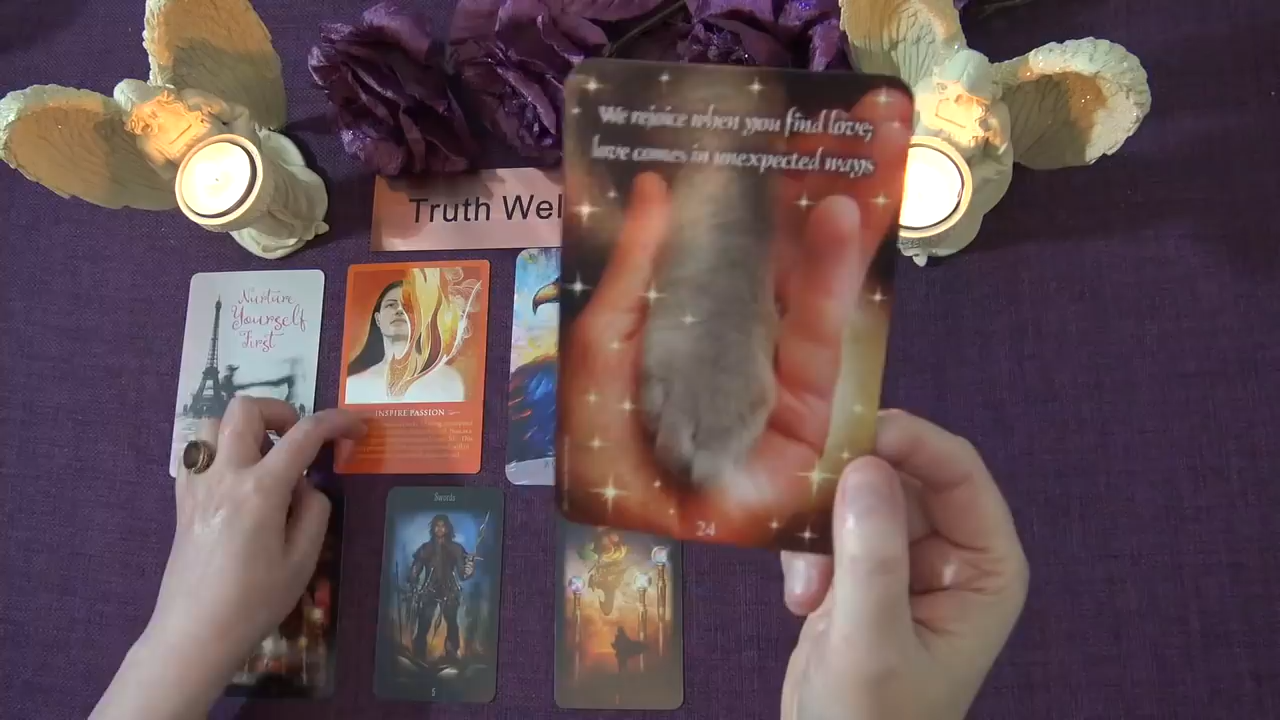 We rejoice when you find love;
love comes in unexpected ways
Truth Wel
Nurture
Yourself
First
INSPIRE PASSION
24
Swords
5